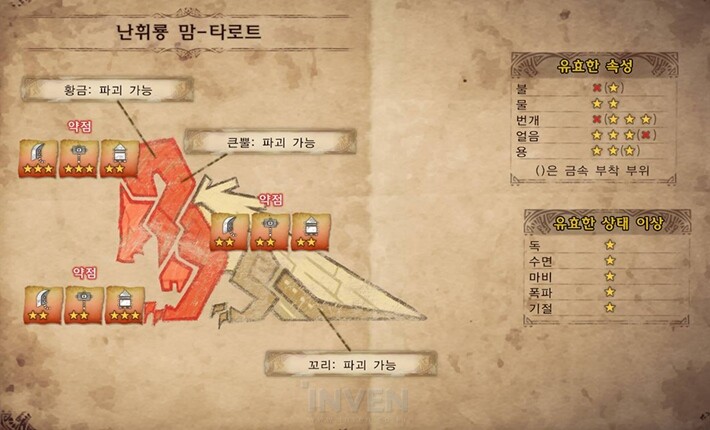 난휘룡 맘-타로트
황금: 파괴 가능
큰뿔: 파괴 가능
약점
약점
약점
꼬리: 파괴 가능
유효한 속성
불 ✖(★)
물 ★★
번개 ✖(★★★)
얼음 ★★★(✖)
용 ★★(★)
()은 금속 부착 부위
유효한 상태 이상
독 ★
수면 ★
마비 ★
폭파 ★
기절 ★
INVEN